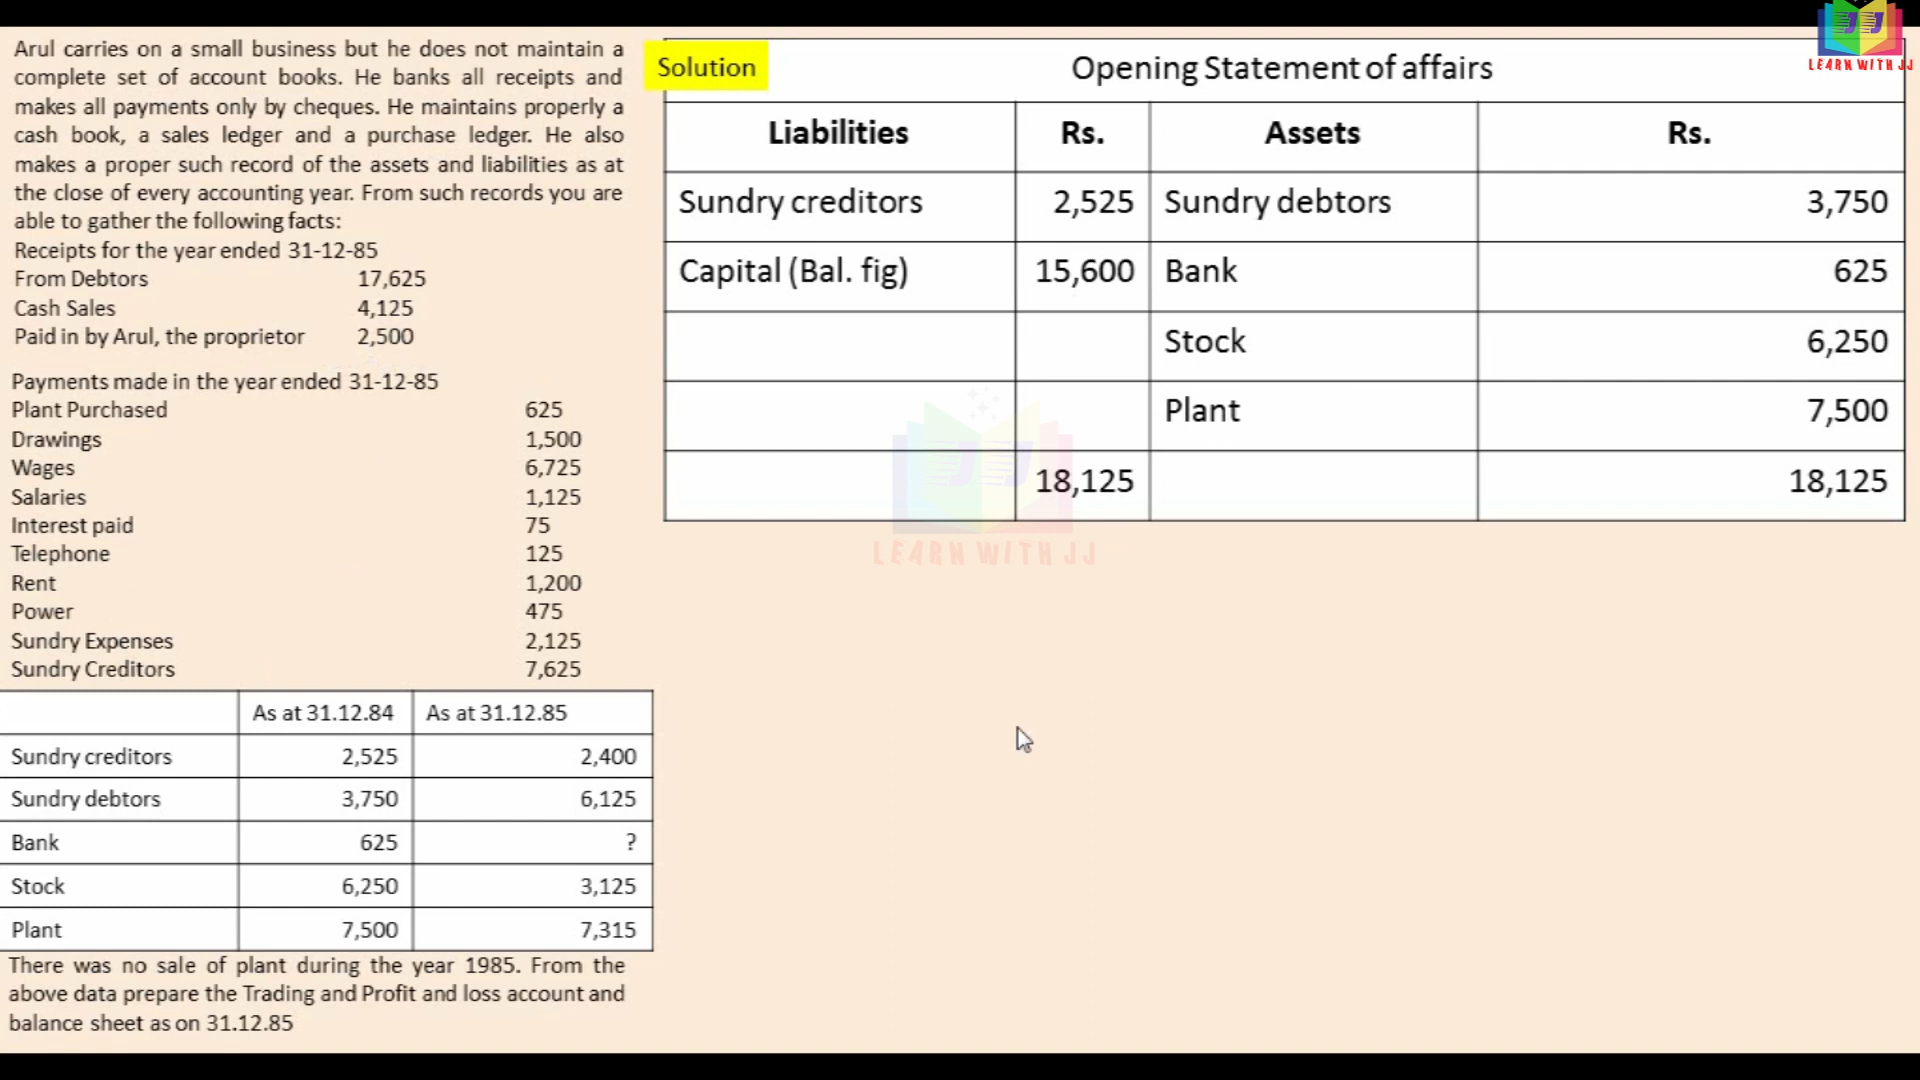 Arul carries on a small business but he does not maintain a
complete set of account books. He banks all receipts and
makes all payments only by cheques. He maintains properly a
cash book, a sales ledger and a purchase ledger. He also
makes a proper such record of the assets and liabilities as at
the close of every accounting year. From such records you are
able to gather the following facts:
Receipts for the year ended 31-12-85
From Debtors 17,625
Cash Sales 4,125
Paid in by Arul, the proprietor 2,500
Payments made in the year ended 31-12-85
Plant Purchased 625
Drawings 1,500
Wages 6,725
Salaries 1,125
Interest paid 75
Telephone 125
Rent 1,200
Power 475
Sundry Expenses 2,125
Sundry Creditors 7,625
As at 31.12.84 As at 31.12.85
Sundry creditors 2,525 2,400
Sundry debtors 3,750 6,125
Bank 625 ?
Stock 6,250 3,125
Plant 7,500 7,315
There was no sale of plant during the year 1985. From the
above data prepare the Trading and Profit and loss account and
balance sheet as on 31.12.85
Solution
Opening Statement of affairs
Liabilities Rs. Assets Rs.
Sundry creditors 2,525 Sundry debtors 3,750
Capital (Bal. fig) 15,600 Bank 625
Stock 6,250
Plant 7,500
18,125 18,125
JJ
LEARN WITH JJ
JJ
LEARN WITH JJ